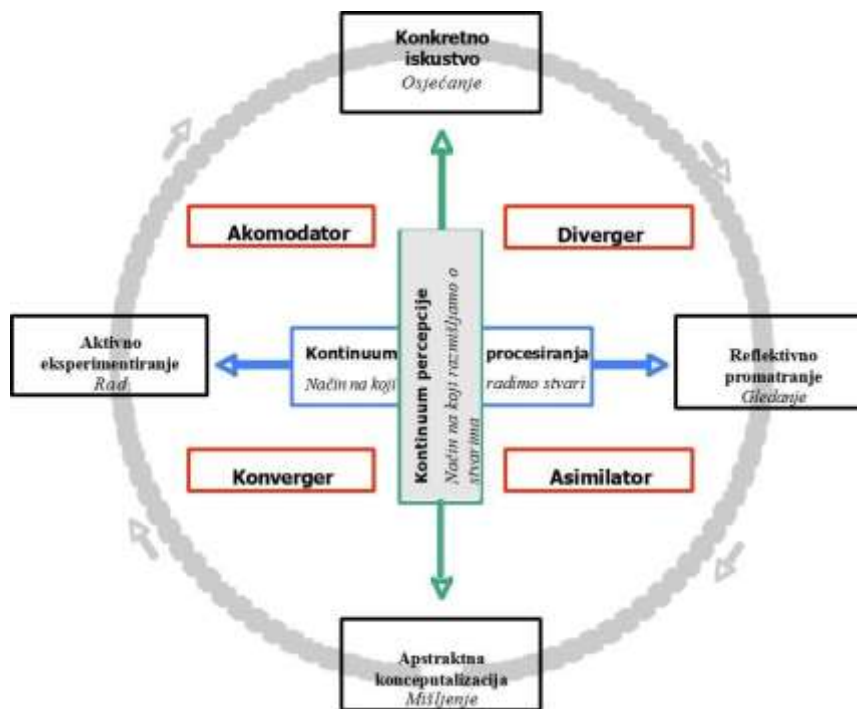 Konkretno
iskustvo
Osjećanje
Akomodator
Diverger
Kontinuum percepcije
Način na koji razmišljamo o
stvarima
Aktivno
eksperimentiranje
Rad
Kontinuum procesiranja
Način na koji radimo stvari
Reflektivno
promatranje
Gledanje
Konverger
Asimilator
Apstraktna
konceputalizacija
Mišljenje